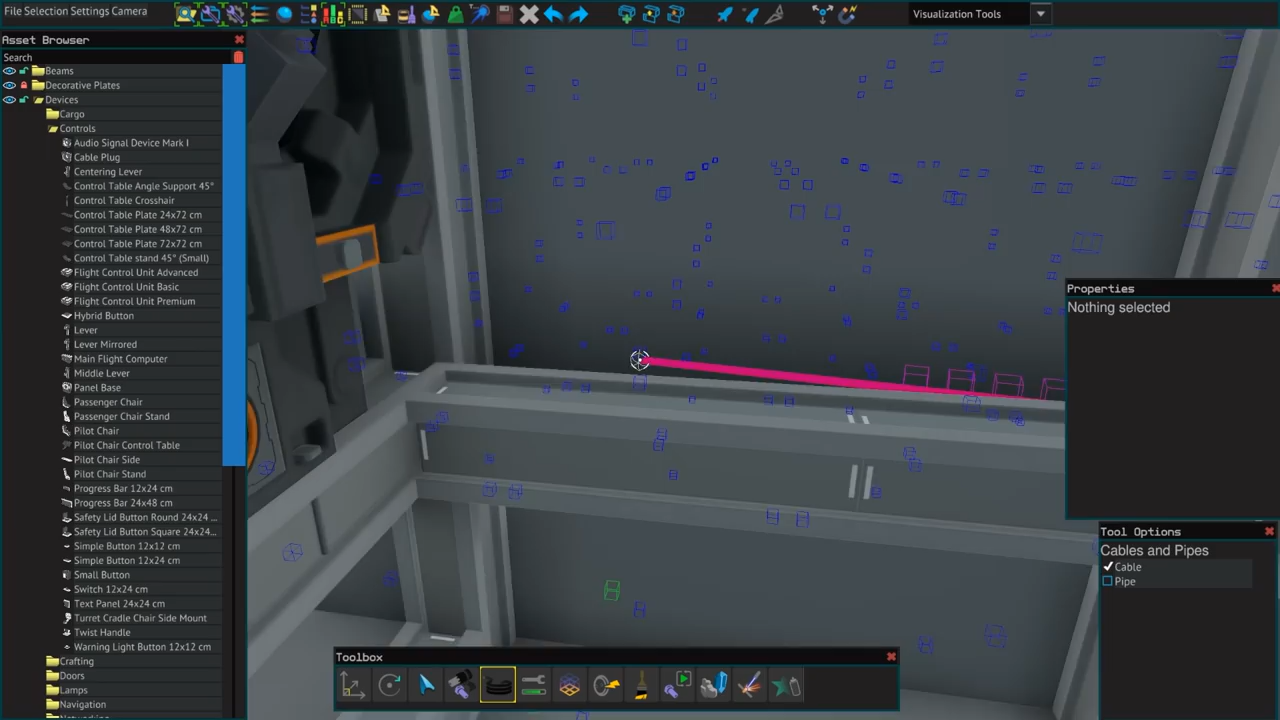 File Selection Settings Camera
Visualization Tools
Asset Browser
Search
Beams
Decorative Plates
Devices
Cargo
Controls
Audio Signal Device Mark I
Cable Plug
Centering Lever
Control Table Angle Support 45°
Control Table Crosshair
Control Table Plate 24x72 cm
Control Table Plate 48x72 cm
Control Table Plate 72x72 cm
Control Table stand 45° (Small)
Flight Control Unit Advanced
Flight Control Unit Basic
Flight Control Unit Premium
Hybrid Button
Lever
Lever Mirrored
Main Flight Computer
Middle Lever
Panel Base
Passenger Chair
Passenger Chair Stand
Pilot Chair
Pilot Chair Control Table
Pilot Chair Side
Pilot Chair Stand
Progress Bar 12x24 cm
Progress Bar 24x48 cm
Safety Lid Button Round 24x24 ...
Safety Lid Button Square 24x24...
Simple Button 12x12 cm
Simple Button 12x24 cm
Small Button
Switch 12x24 cm
Text Panel 24x24 cm
Turret Cradle Chair Side Mount
Twist Handle
Warning Light Button 12x12 cm
Crafting
Doors
Lamps
Navigation
Properties
Nothing selected
Tool Options
Cables and Pipes
Cable
Pipe
Toolbox